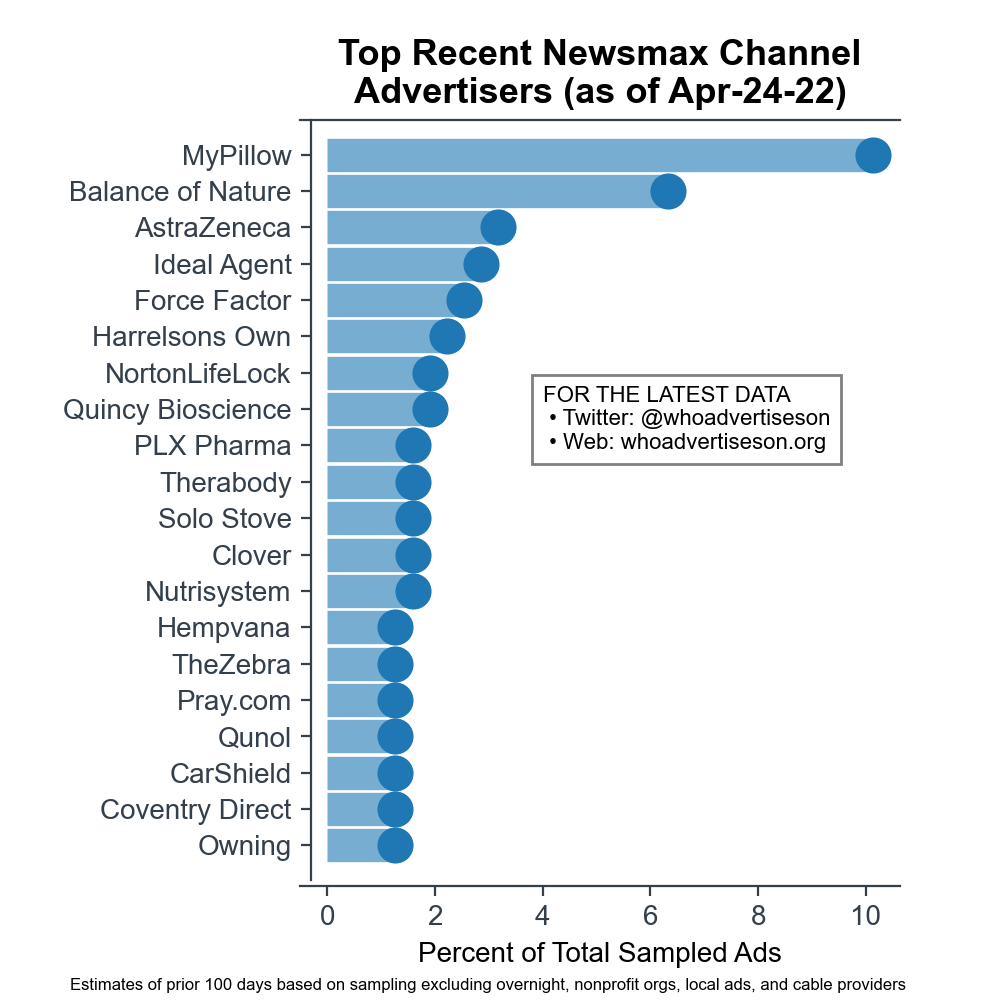 Top Recent Newsmax Channel
Advertisers (as of Apr-24-22)
MyPillow
Balance of Nature
AstraZeneca
Ideal Agent
Force Factor
Harrelsons Own
NortonLifeLock
Quincy Bioscience
PLX Pharma
Therabody
Solo Stove
Clover
Nutrisystem
Hempvana
TheZebra
Pray.com
Qunol
CarShield
Coventry Direct
Owning
FOR THE LATEST DATA
• Twitter: @whoadvertiseson
• Web: whoadvertiseson.org
0 2 4 6 8 10
Percent of Total Sampled Ads
Estimates of prior 100 days based on sampling excluding overnight, nonprofit orgs, local ads, and cable providers